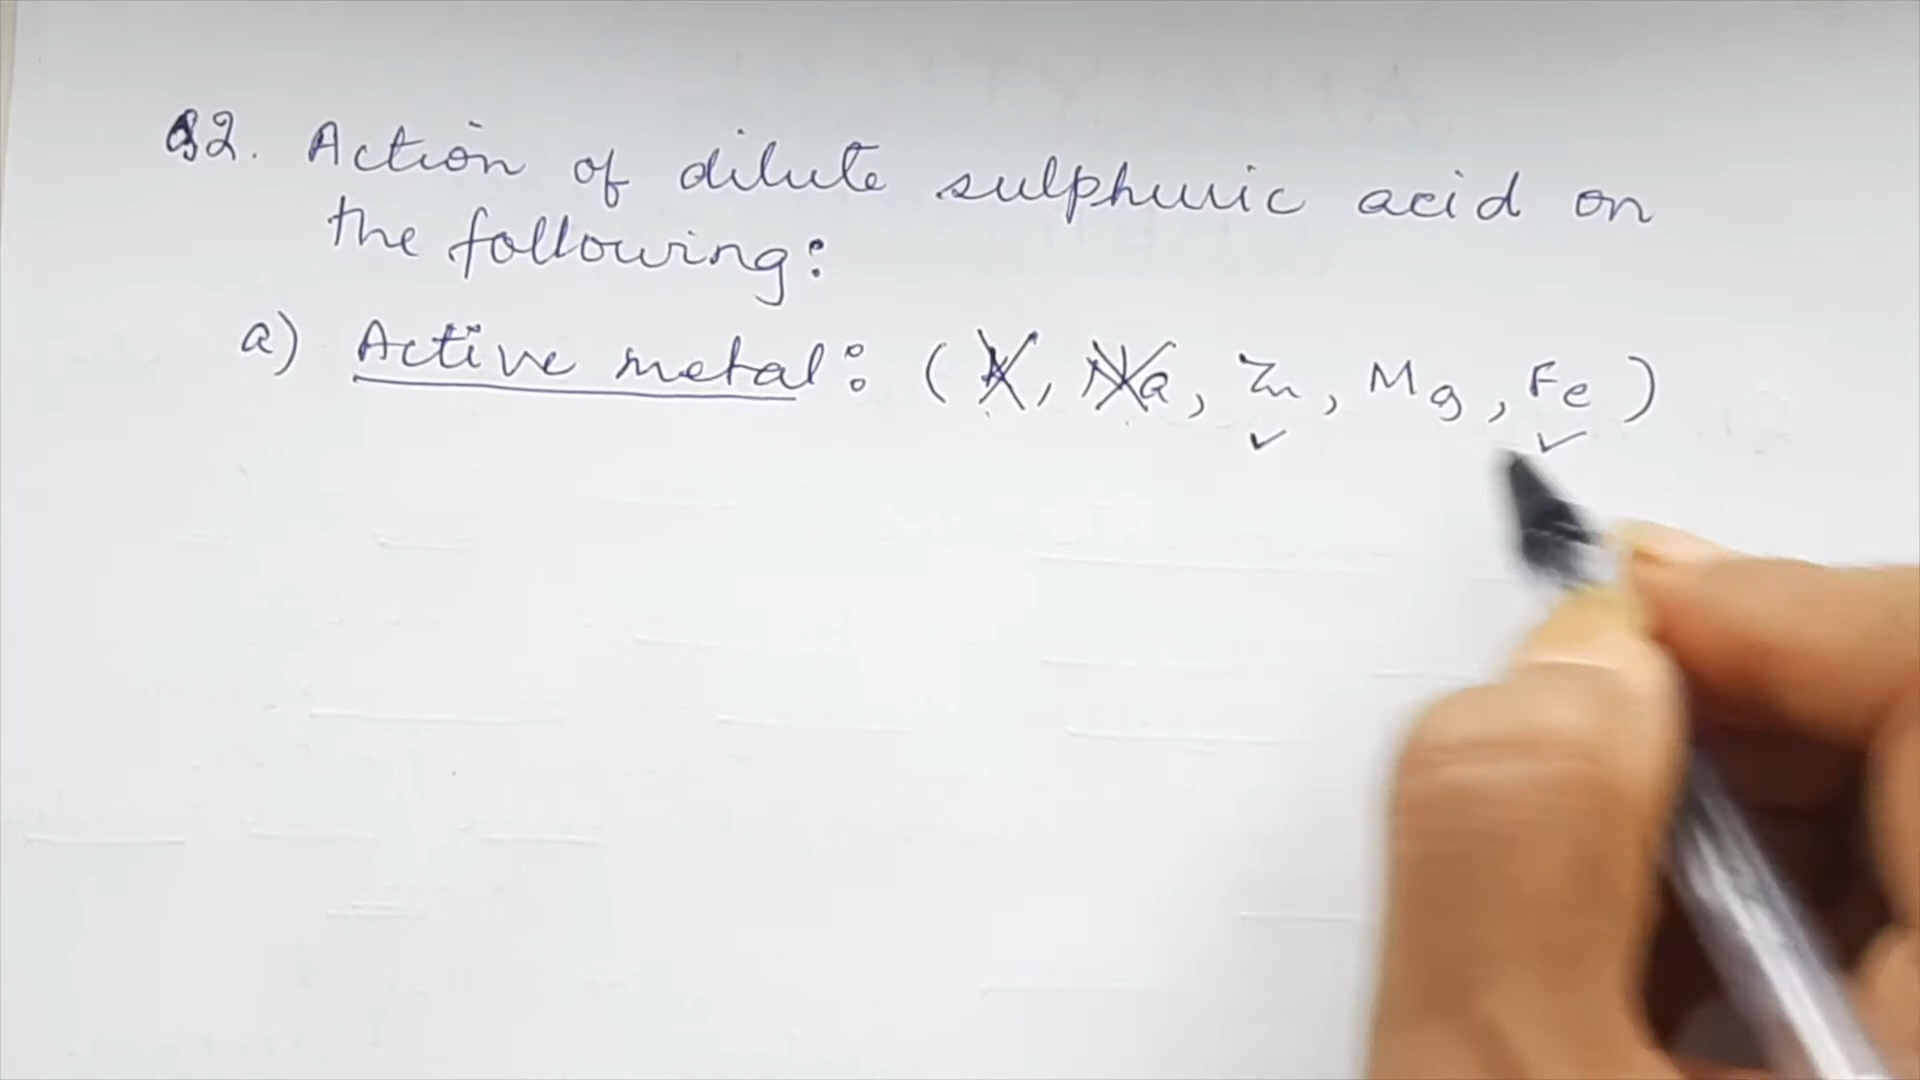 Q2. Action of dilute sulphuric acid on
the following:
a) Active metal: (K, Na, Zn, Mg, Fe)